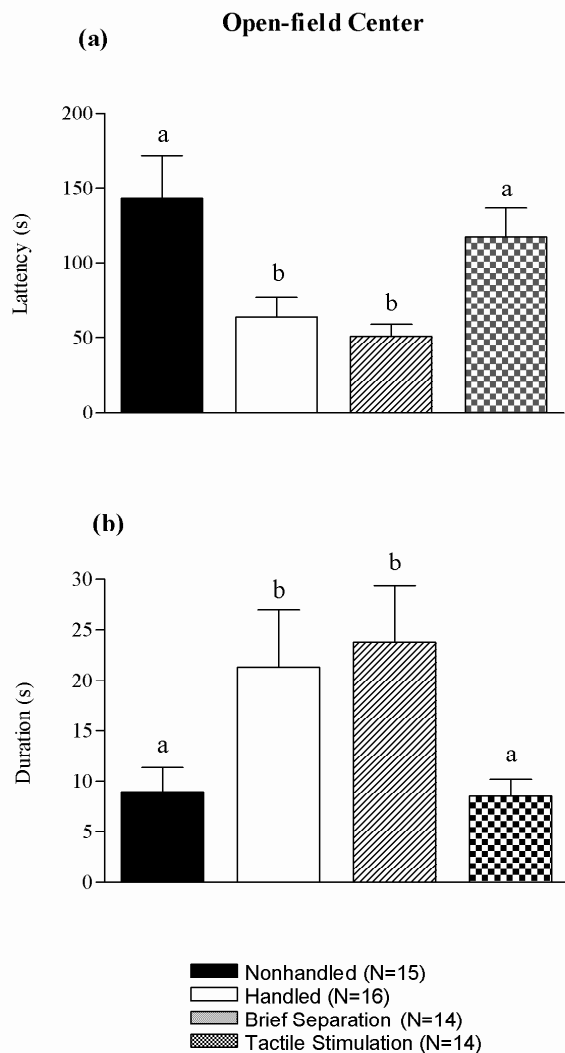 Open-field Center
(a)
200
150
100
50
0
Lattency (s)
a
b
b
a
(b)
30
25
20
15
10
5
0
Duration (s)
a
b
b
a
Nonhandled (N=15)
Handled (N=16)
Brief Separation (N=14)
Tactile Stimulation (N=14)